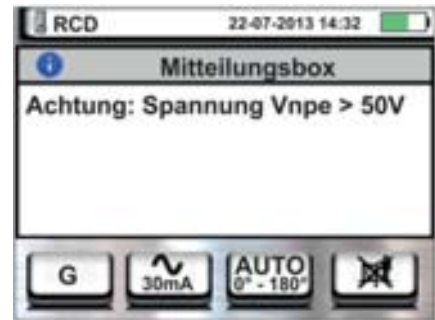 RCD 22-07-2013 14:32
Mitteilungsbox
Achtung: Spannung Vnpe > 50V
G 30mA AUTO
0° - 180°